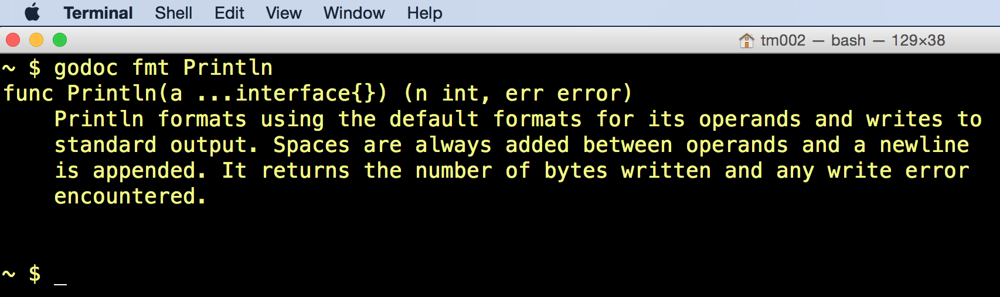 Terminal Shell Edit View Window Help
tm002 — bash — 129×38
~ $ godoc fmt Println
func Println(a ...interface{}) (n int, err error)
    Println formats using the default formats for its operands and writes to
    standard output. Spaces are always added between operands and a newline
    is appended. It returns the number of bytes written and any write error
    encountered.
~ $ _